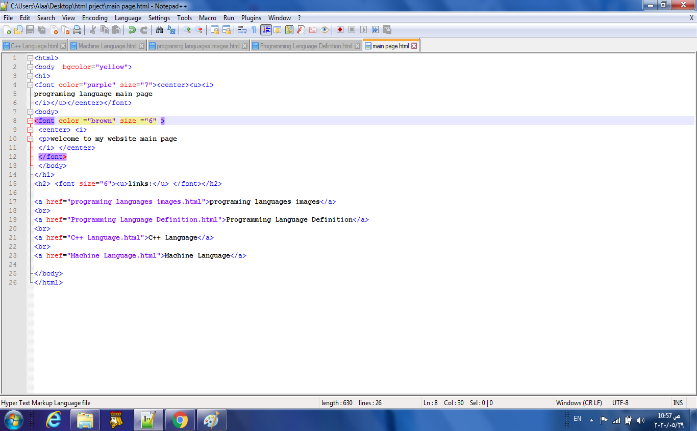 C:\Users\Alaa\Desktop\html prject\main page.html - Notepad++
File Edit Search View Encoding Language Settings Tools Macro Run Plugins Window ? X
C++ Language.html Machine Language.html programing languages images.html Programming Language Definition.html main page.html
1 <html>
2 <body bgcolor="yellow">
3 <h1>
4 <font color="purple" size="7"><center><u><i>
5 programing language main page
6 </i></u></center></font>
7 <body>
8 <font color ="brown" size ="6" >
9 <center> <i>
10 <p>welcome to my website main page
11 </i> </center>
12 </font>
13 </body>
14 </h1>
15 <h2> <font size="6"><u>links:</u> </font></h2>
16
17 <a href="programing languages images.html">programing languages images</a>
18 <br>
19 <a href="Programming Language Definition.html">Programming Language Definition</a>
20 <br>
21 <a href="C++ Language.html">C++ Language</a>
22 <br>
23 <a href="Machine Language.html">Machine Language</a>
24
25 </body>
26 </html>
Hyper Text Markup Language file length : 630 lines : 26 Ln : 8 Col : 30 Sel : 0 | 0 Windows (CR LF) UTF-8 INS
EN 10:57 ص
٢٠٢٠/٠٥/٢٩